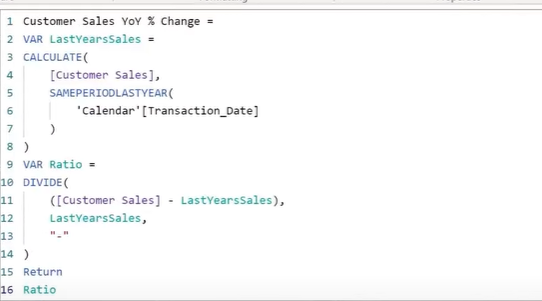 1 Customer Sales YoY % Change =
2 VAR LastYearsSales =
3 CALCULATE(
4 [Customer Sales],
5 SAMEPERIODLASTYEAR(
6 'Calendar'[Transaction_Date]
7 )
8 )
9 VAR Ratio =
10 DIVIDE(
11 ([Customer Sales] - LastYearsSales),
12 LastYearsSales,
13 "-"
14 )
15 Return
16 Ratio